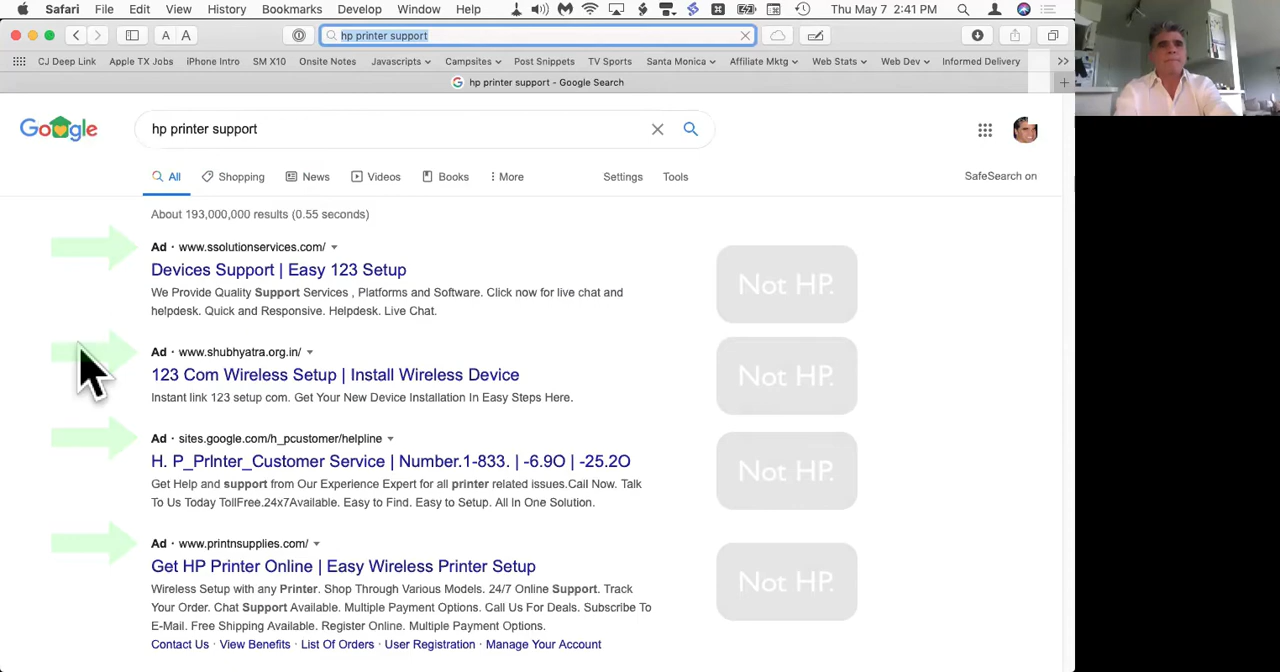 Safari File Edit View History Bookmarks Develop Window Help Thu May 7 2:41 PM
A A hp printer support
CJ Deep Link Apple TX Jobs iPhone Intro SM X10 Onsite Notes Javascripts Campsites Post Snippets TV Sports Santa Monica Affiliate Mktg Web Stats Web Dev Informed Delivery >>
hp printer support - Google Search
Google hp printer support
All Shopping News Videos Books More Settings Tools SafeSearch on
About 193,000,000 results (0.55 seconds)
Ad · www.ssolutionservices.com/
Devices Support | Easy 123 Setup
We Provide Quality Support Services , Platforms and Software. Click now for live chat and
helpdesk. Quick and Responsive. Helpdesk. Live Chat.
Not HP.
Ad · www.shubhyatra.org.in/
123 Com Wireless Setup | Install Wireless Device
Instant link 123 setup com. Get Your New Device Installation In Easy Steps Here.
Not HP.
Ad · sites.google.com/h_pcustomer/helpline
H. P_PrInter_Customer Service | Number.1-833. | -6.9O | -25.2O
Get Help and support from Our Experience Expert for all printer related issues.Call Now. Talk
To Us Today TollFree.24x7Available. Easy to Find. Easy to Setup. All In One Solution.
Not HP.
Ad · www.printnsupplies.com/
Get HP Printer Online | Easy Wireless Printer Setup
Wireless Setup with any Printer. Shop Through Various Models. 24/7 Online Support. Track
Your Order. Chat Support Available. Multiple Payment Options. Call Us For Deals. Subscribe To
E-Mail. Free Shipping Available. Register Online. Multiple Payment Options.
Contact Us · View Benefits · List Of Orders · User Registration · Manage Your Account
Not HP.